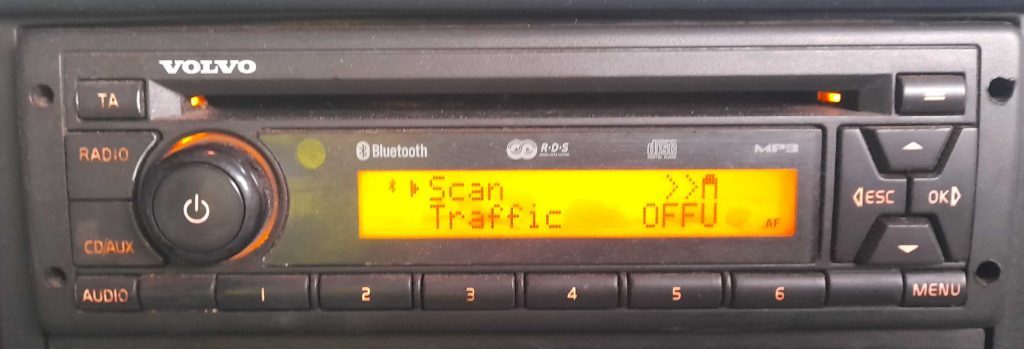 VOLVO
TA
RADIO
Bluetooth
R·D·S
MP3
Scan >>
Traffic OFF
AF
ESC
OK
CD/AUX
AUDIO
1
2
3
4
5
6
MENU